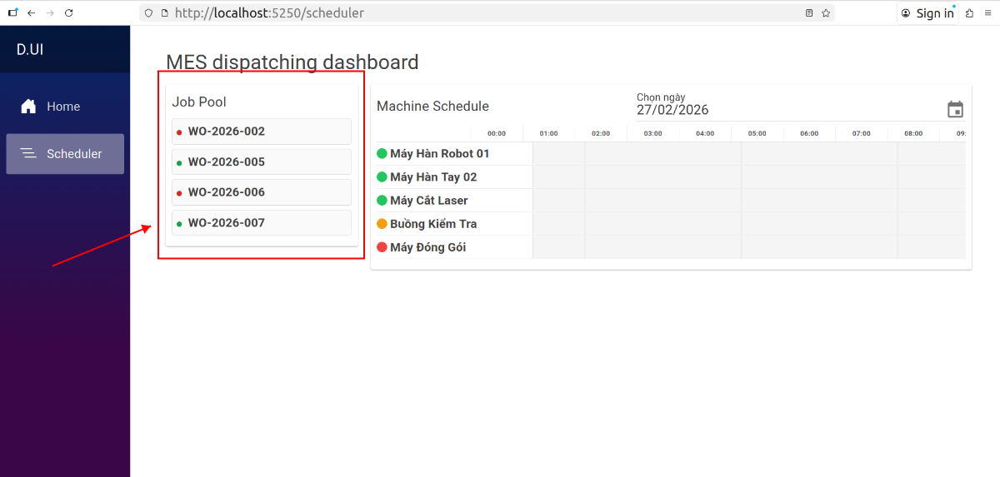 http://localhost:5250/scheduler
Sign in
D.UI
Home
Scheduler
MES dispatching dashboard
Job Pool
WO-2026-002
WO-2026-005
WO-2026-006
WO-2026-007
Machine Schedule
Chọn ngày
27/02/2026
00:00 01:00 02:00 03:00 04:00 05:00 06:00 07:00 08:00 09:
Máy Hàn Robot 01
Máy Hàn Tay 02
Máy Cắt Laser
Buồng Kiểm Tra
Máy Đóng Gói